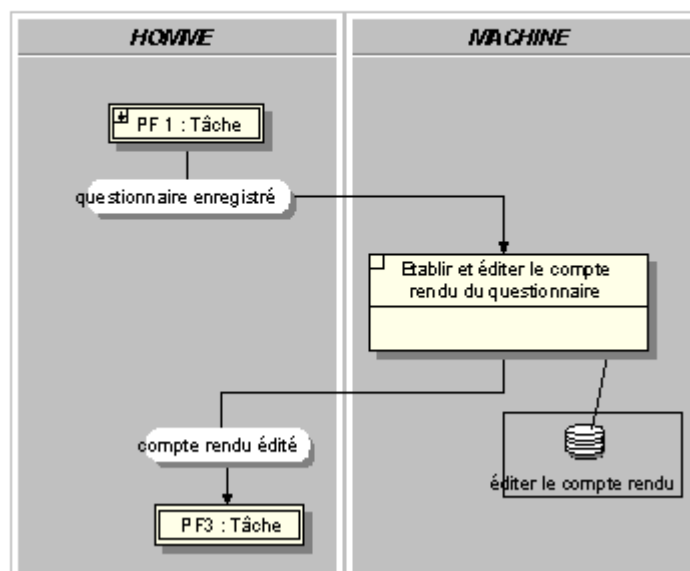 HOMME
MACHINE
PF 1 : Tâche
questionnaire enregistré
Etablir et éditer le compte
rendu du questionnaire
compte rendu édité
éditer le compte rendu
PF3 : Tâche